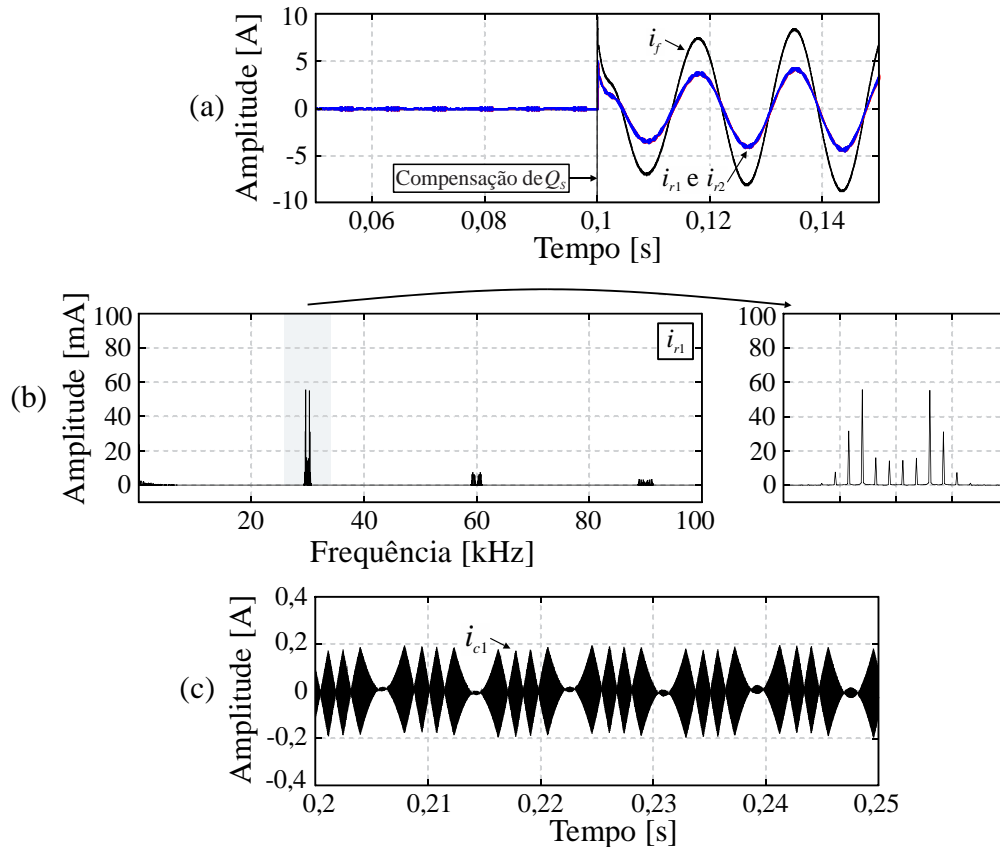 (a)
Amplitude [A]
10
5
0
-5
-10
i_f
Compensação de Q_s
i_r1 e i_r2
0,06
0,08
0,1
0,12
0,14
Tempo [s]
(b)
Amplitude [mA]
100
80
60
40
20
0
i_r1
20
40
60
80
100
Frequência [kHz]
100
80
60
40
20
0
(c)
Amplitude [A]
0,4
0,2
0
-0,2
-0,4
i_c1
0,2
0,21
0,22
0,23
0,24
0,25
Tempo [s]